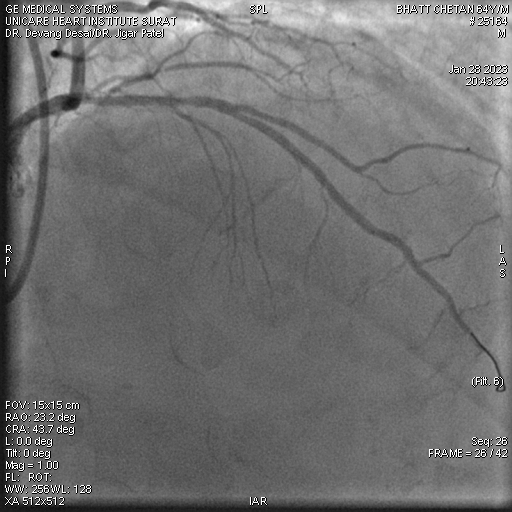 GE MEDICAL SYSTEMS
UNICARE HEART INSTITUTE SURAT
DR. Devang Desai/DR. Jigar Patel
SPL
BHATT CHETAN 64Y/M
# 25164
M
Jan 28 2023
20:43:23
R
P
I
L
A
S
(Filt. 6)
FOV: 15x15 cm
RAO: 23.2 deg
CRA: 43.7 deg
L: 0.0 deg
Tilt: 0 deg
Mag = 1.00
FL: ROT:
WW: 256WL: 128
XA 512x512
IAR
Seq: 26
FRAME = 26 / 42